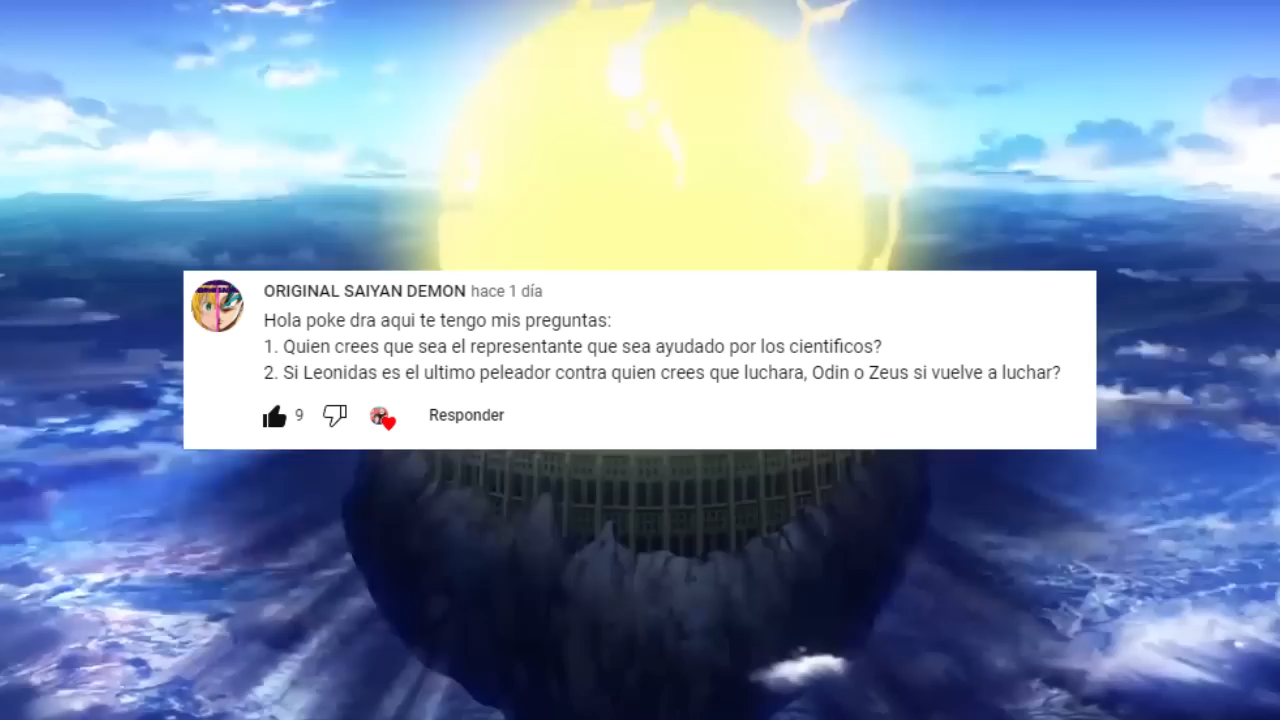 ORIGINAL SAIYAN DEMON hace 1 día
Hola poke dra aqui te tengo mis preguntas:
1. Quien crees que sea el representante que sea ayudado por los cientificos?
2. Si Leonidas es el ultimo peleador contra quien crees que luchara, Odin o Zeus si vuelve a luchar?
9 Responder